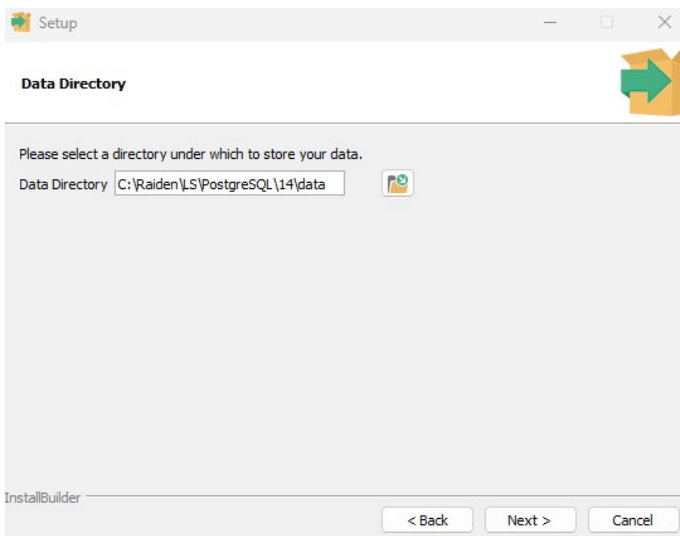 Setup
Data Directory
Please select a directory under which to store your data.
Data Directory C:\Raiden\LS\PostgreSQL\14\data
InstallBuilder
< Back Next > Cancel